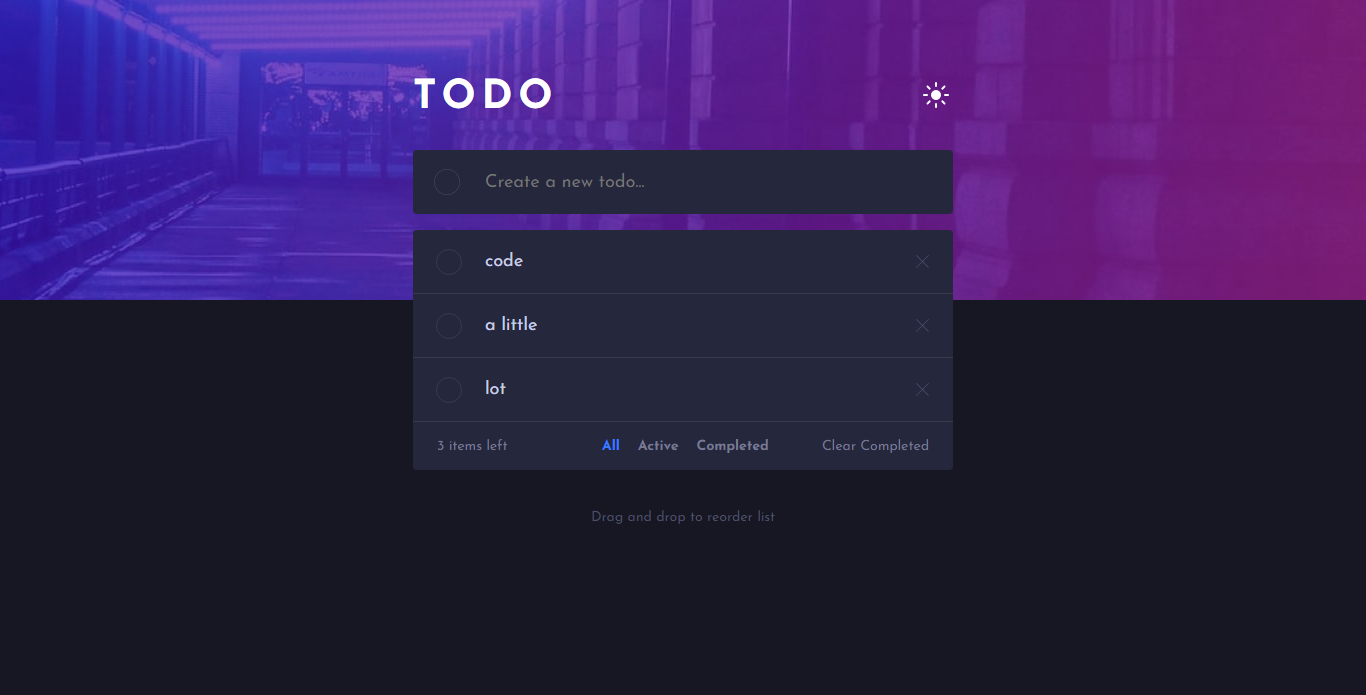 TODO
Create a new todo...
code
a little
lot
3 items left All Active Completed Clear Completed
Drag and drop to reorder list